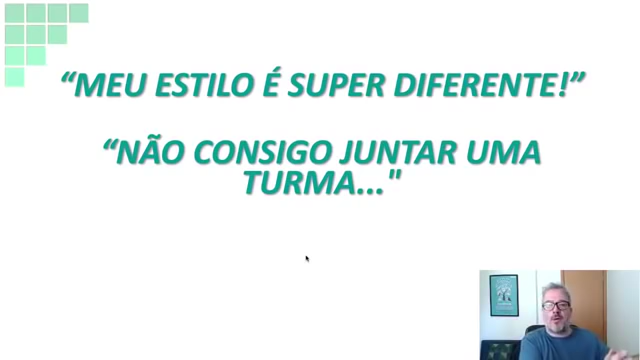 “MEU ESTILO É SUPER DIFERENTE!”
“NÃO CONSIGO JUNTAR UMA
TURMA..."